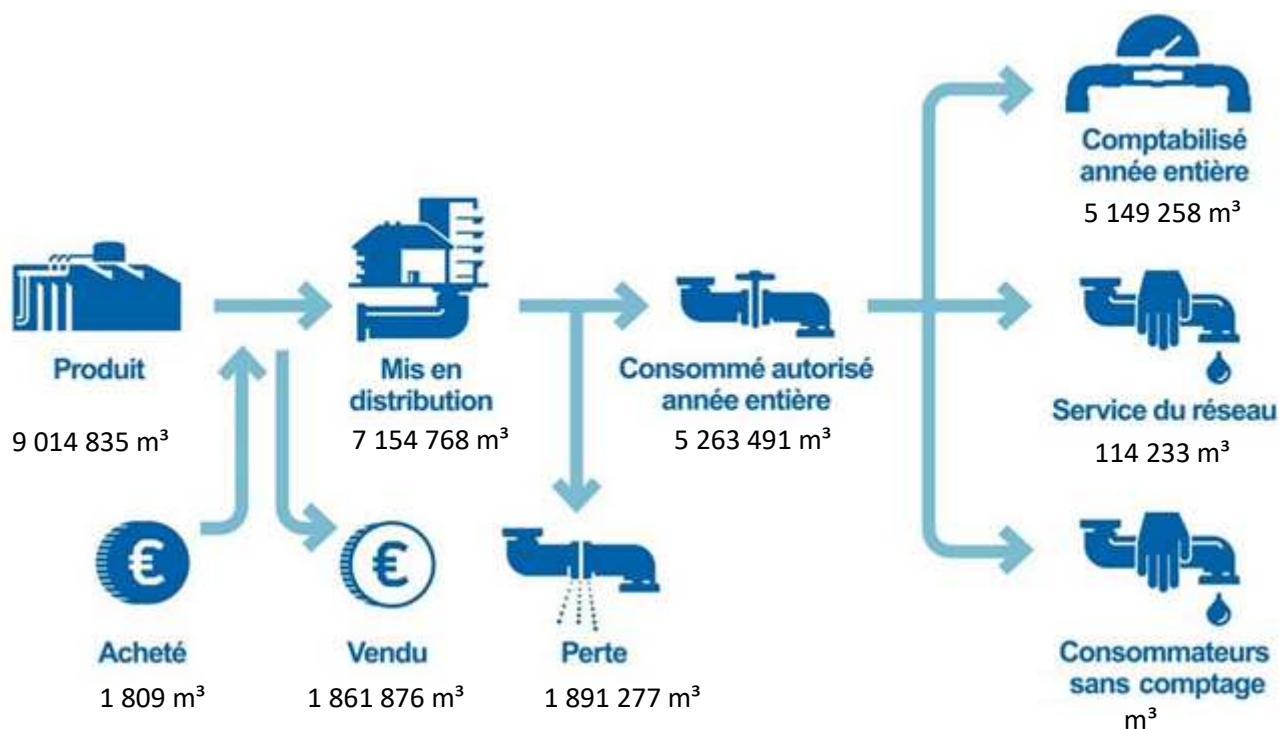 Comptabilisé
année entière
5 149 258 m³
Produit
9 014 835 m³
Mis en
distribution
7 154 768 m³
Consommé autorisé
année entière
5 263 491 m³
Service du réseau
114 233 m³
€
Acheté
1 809 m³
€
Vendu
1 861 876 m³
Perte
1 891 277 m³
Consommateurs
sans comptage
m³